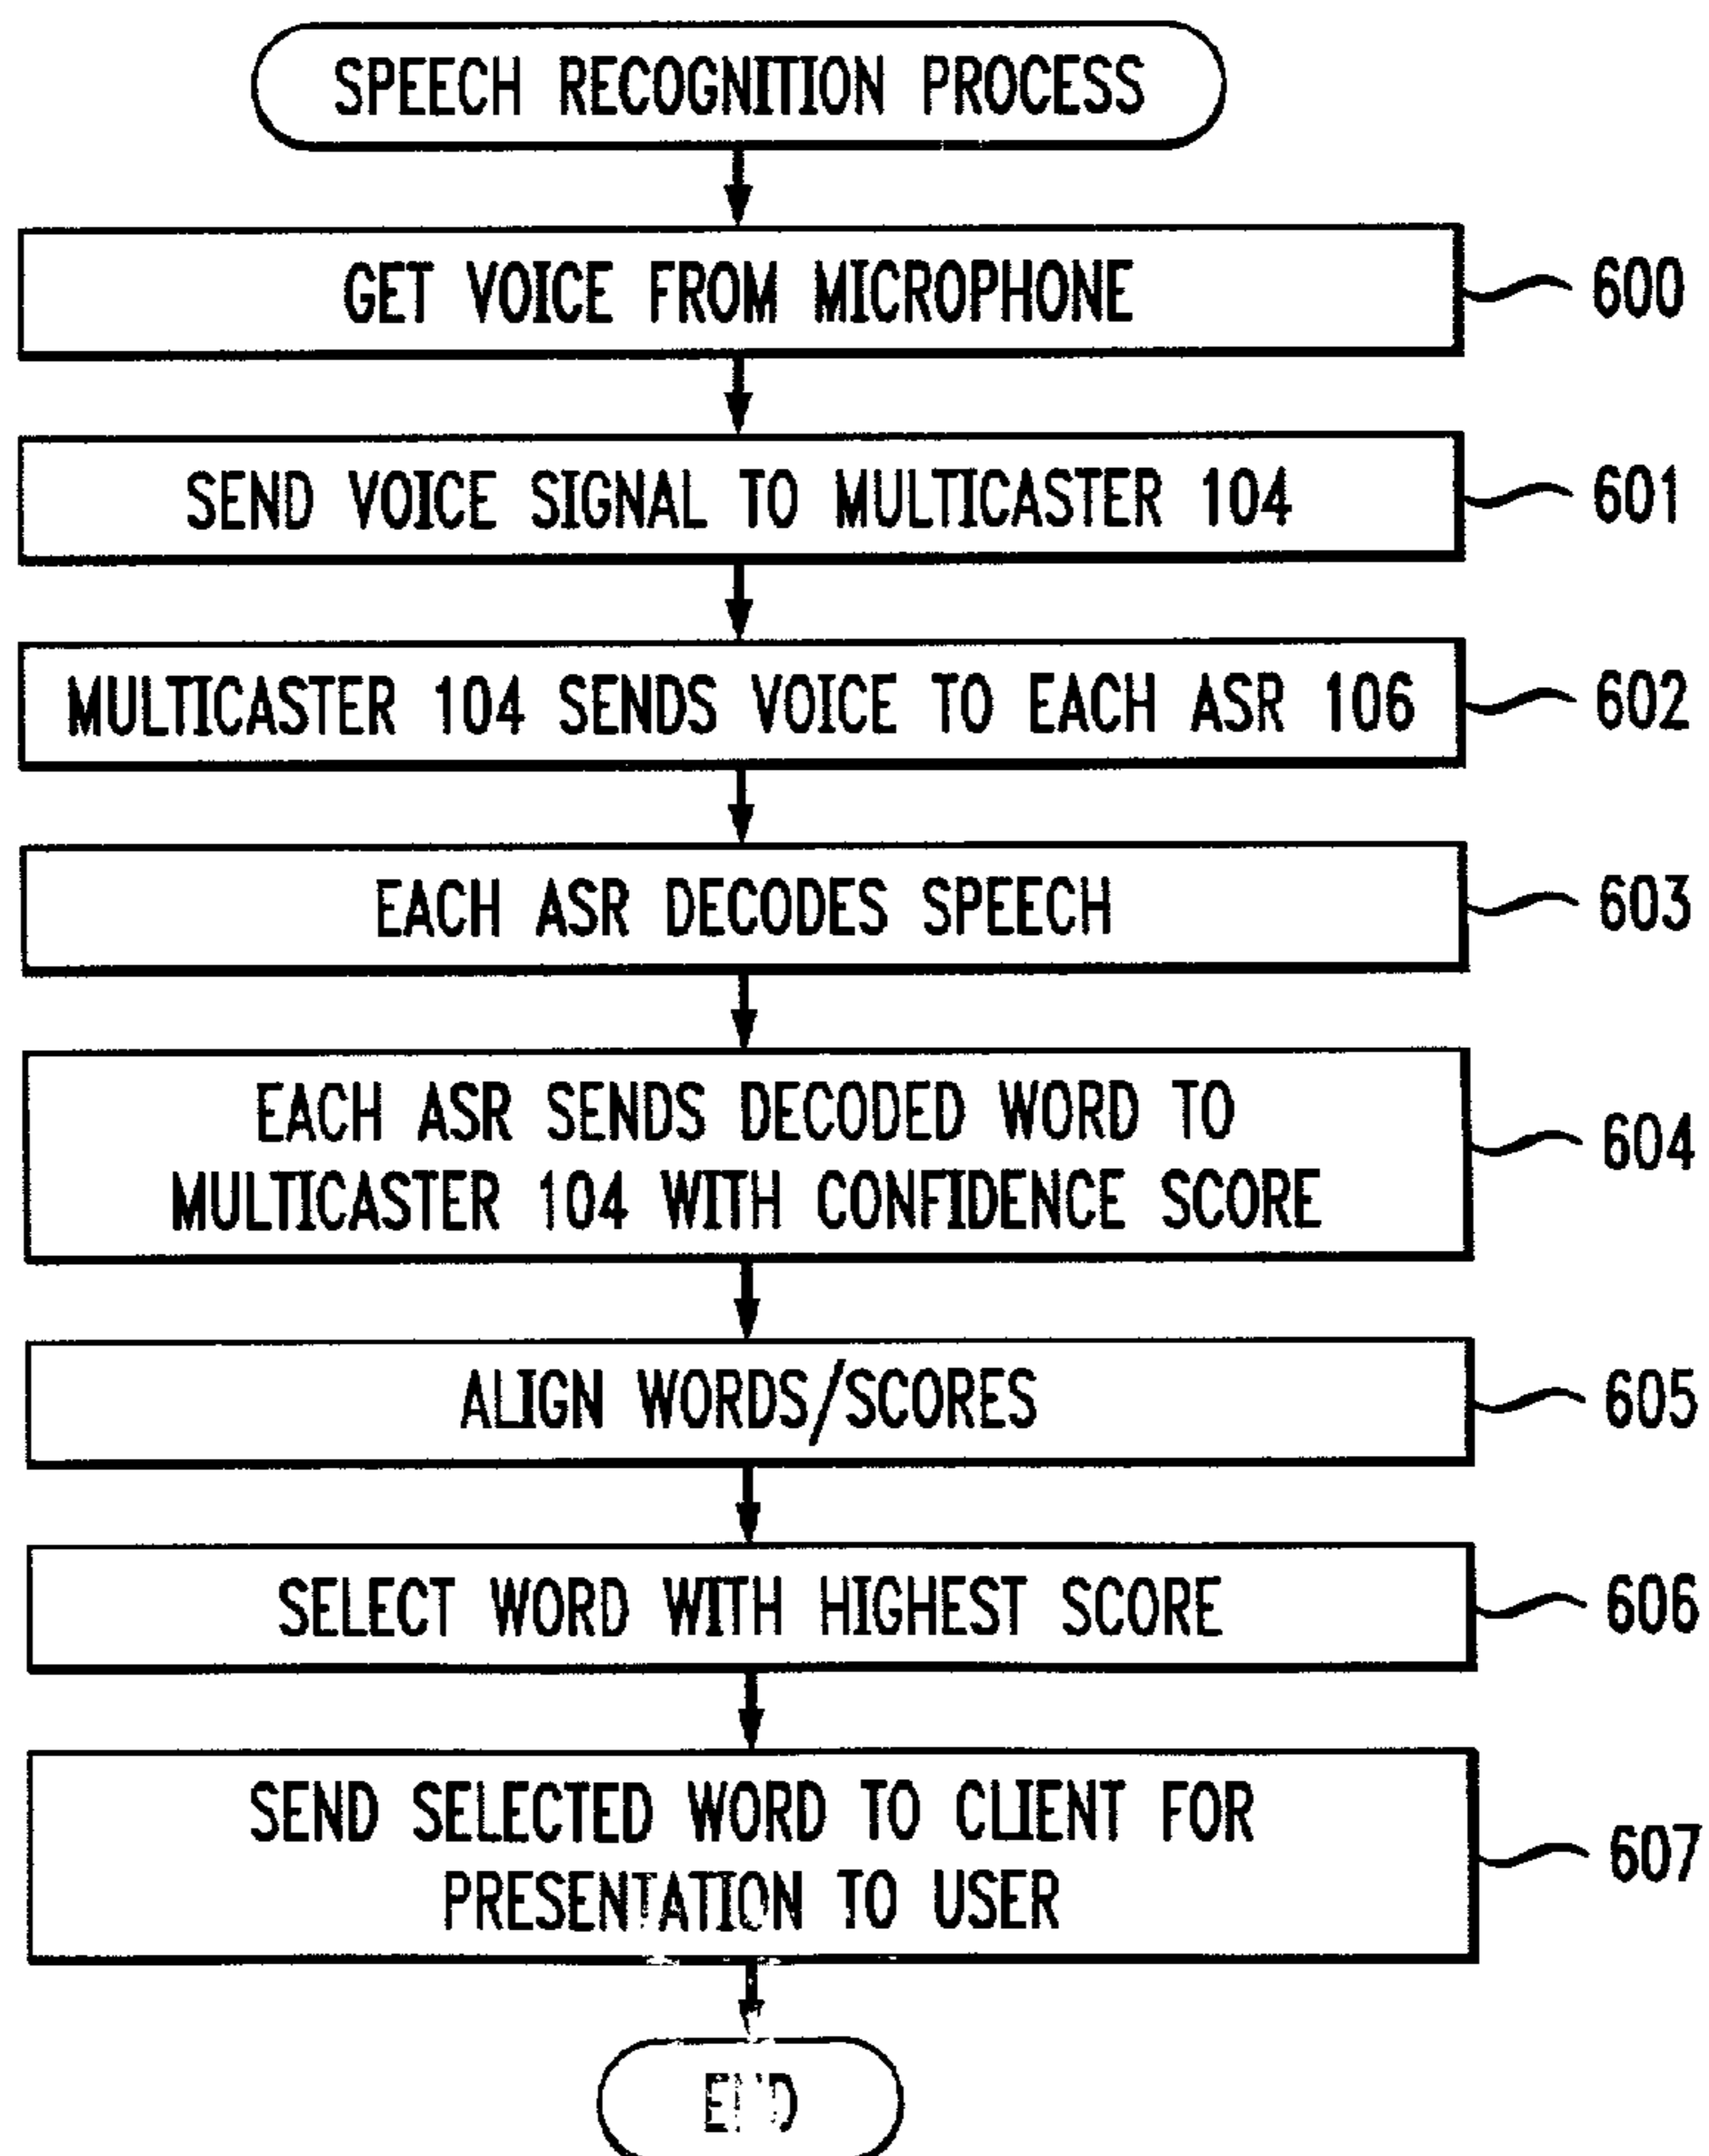 SPEECH RECOGNITION PROCESS
GET VOICE FROM MICROPHONE
600
SEND VOICE SIGNAL TO MULTICASTER 104
601
MULTICASTER 104 SENDS VOICE TO EACH ASR 106
602
EACH ASR DECODES SPEECH
603
EACH ASR SENDS DECODED WORD TO
MULTICASTER 104 WITH CONFIDENCE SCORE
604
ALIGN WORDS/SCORES
605
SELECT WORD WITH HIGHEST SCORE
606
SEND SELECTED WORD TO CLIENT FOR
PRESENTATION TO USER
607
END